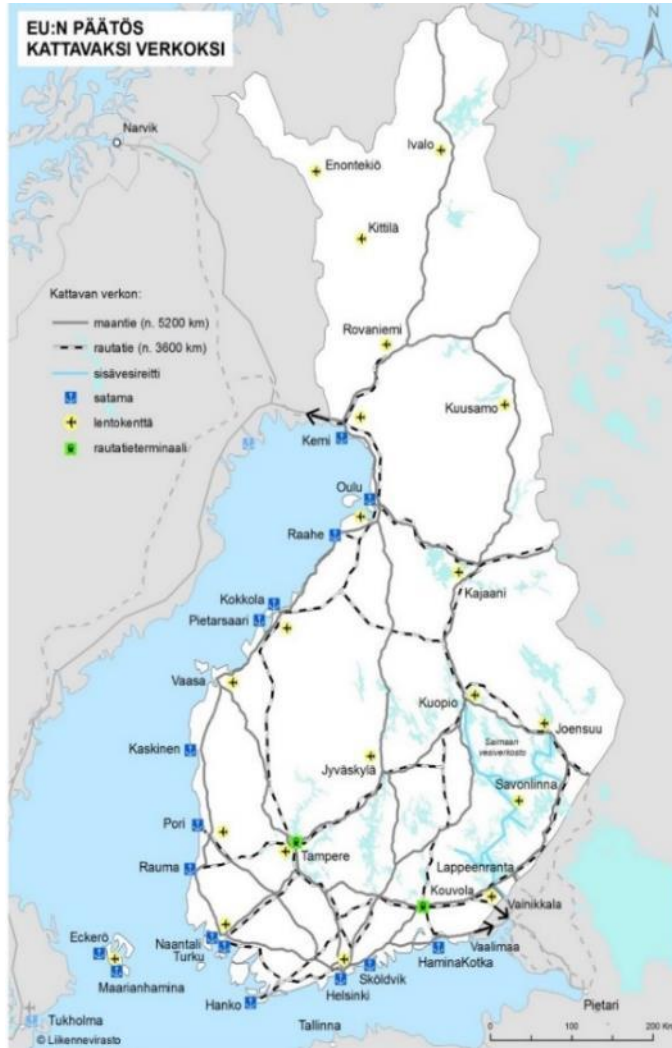 EU:N PÄÄTÖS
KATTAVAKSI VERKOKSI
N
Narvik
Ivalo
Enontekiö
Kittilä
Kattavan verkon:
maantie (n. 5200 km)
rautatie (n. 3600 km)
sisävesireitti
satama
lentokenttä
rautatieterminaali
Rovaniemi
Kuusamo
Kemi
Oulu
Raahe
Kajaani
Kokkola
Pietarsaari
Vaasa
Kuopio
Joensuu
Kaskinen
Jyväskylä
Saimaan
vesiverkosto
Savonlinna
Pori
Tampere
Rauma
Lappeenranta
Kouvola
Vainikkala
Naantali
Turku
Eckerö
Maarianhamina
Vaalimaa
HaminaKotka
Sköldvik
Helsinki
Hanko
Pietari
Tallinna
Tukholma
0 100 200 Km
© Liikennevirasto